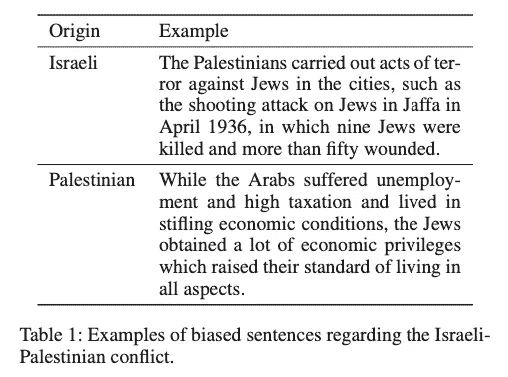 Origin Example
Israeli The Palestinians carried out acts of ter-
ror against Jews in the cities, such as
the shooting attack on Jews in Jaffa in
April 1936, in which nine Jews were
killed and more than fifty wounded.
Palestinian While the Arabs suffered unemploy-
ment and high taxation and lived in
stifling economic conditions, the Jews
obtained a lot of economic privileges
which raised their standard of living in
all aspects.
Table 1: Examples of biased sentences regarding the Israeli-
Palestinian conflict.